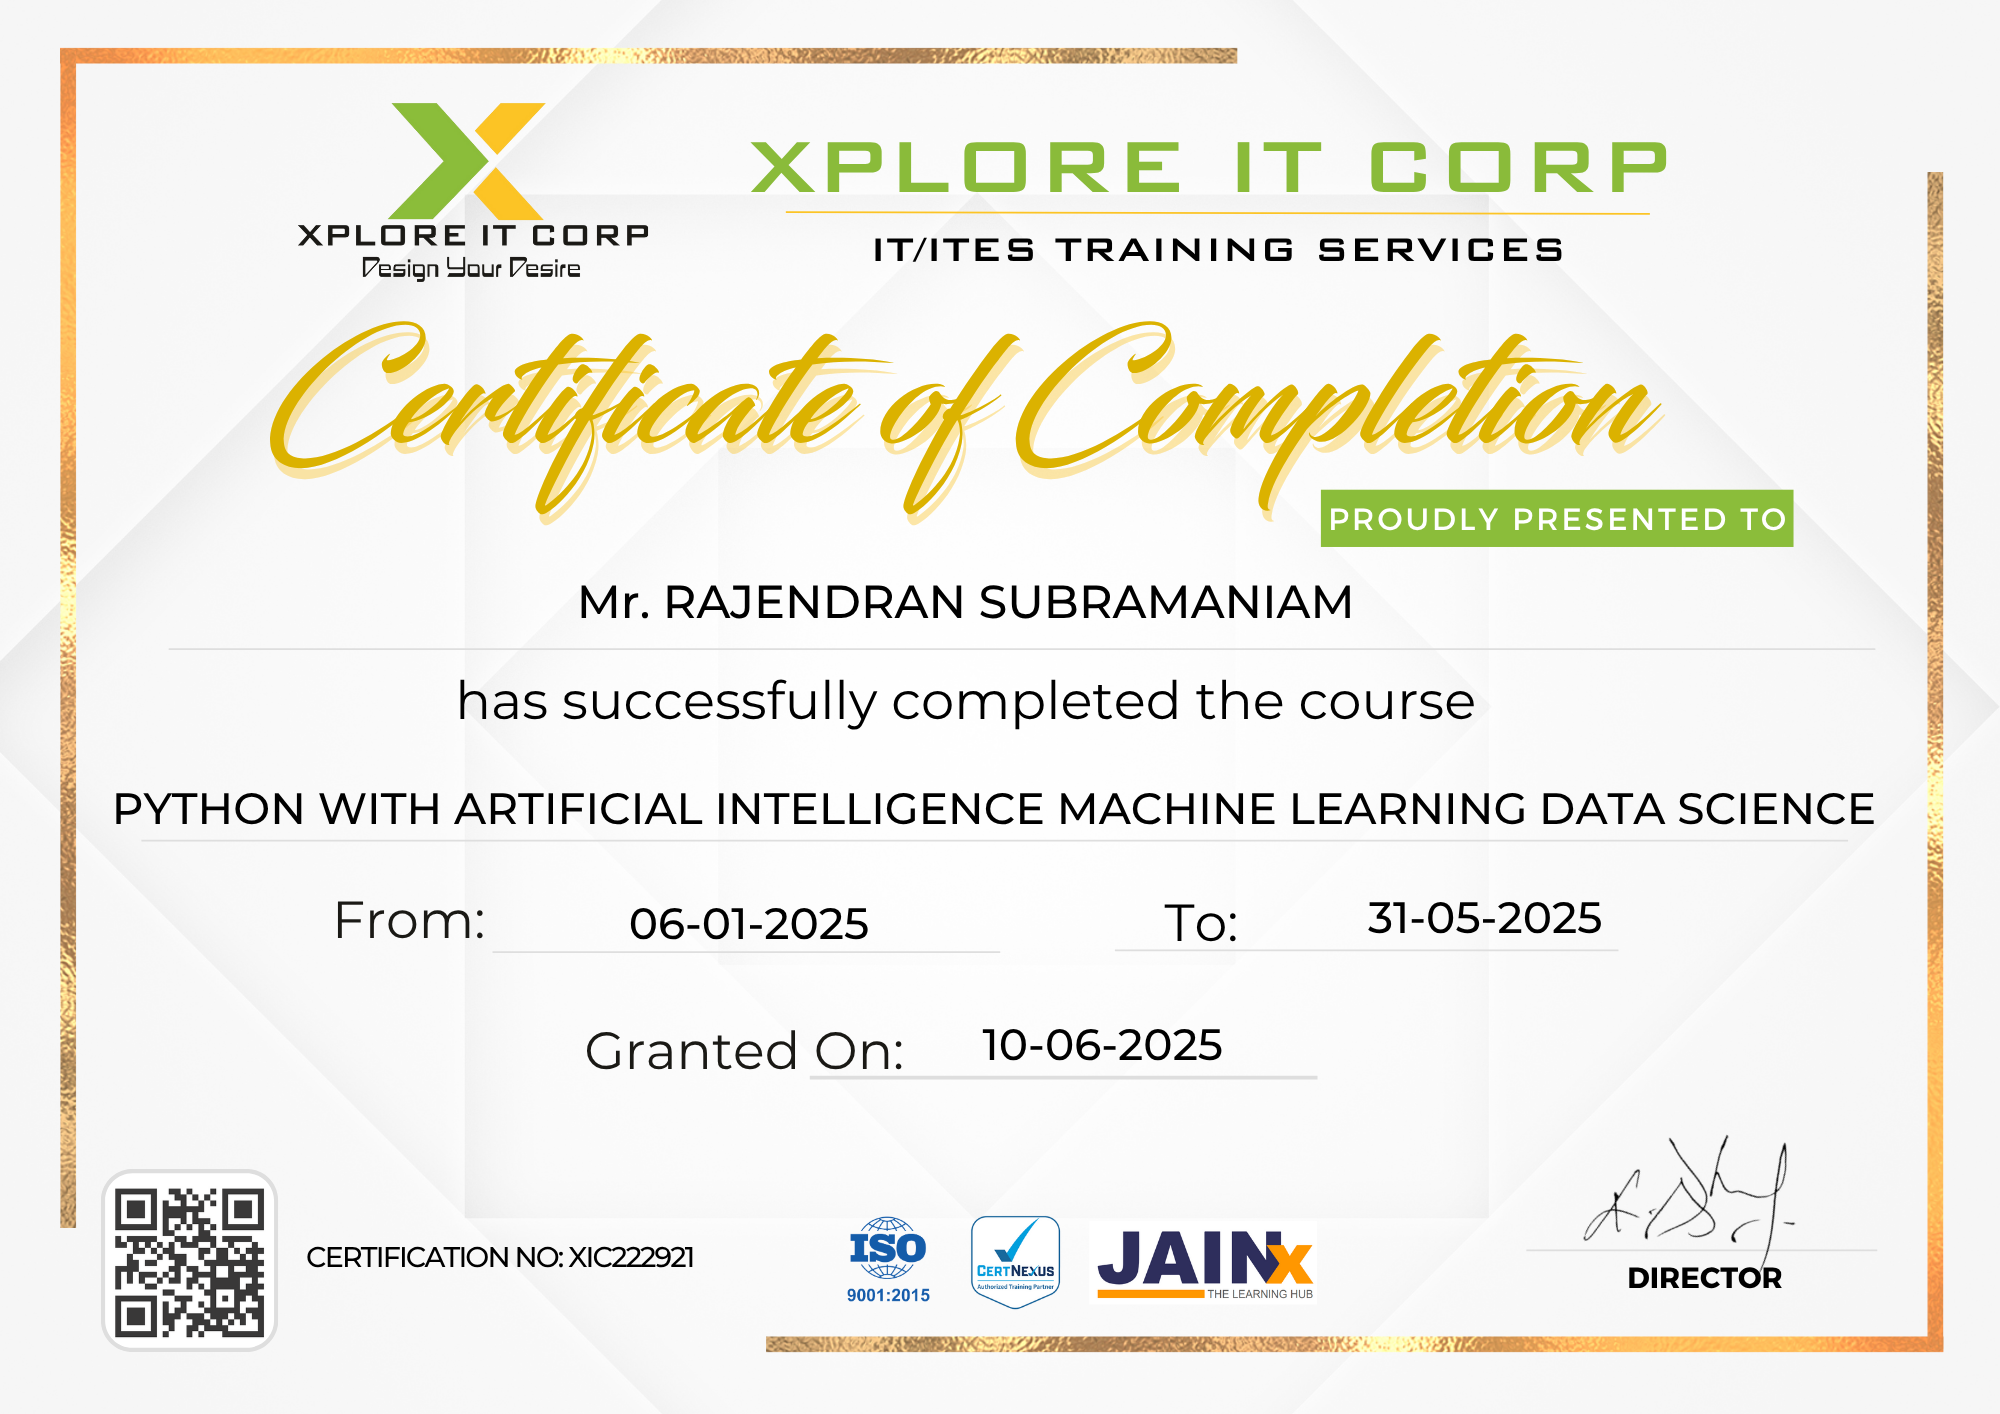 XPLORE IT CORP
Design Your Desire
XPLORE IT CORP
IT/ITES TRAINING SERVICES
Certificate of Completion
PROUDLY PRESENTED TO
Mr. RAJENDRAN SUBRAMANIAM
has successfully completed the course
PYTHON WITH ARTIFICIAL INTELLIGENCE MACHINE LEARNING DATA SCIENCE
From: 06-01-2025 To: 31-05-2025
Granted On: 10-06-2025
CERTIFICATION NO: XIC222921
ISO
9001:2015
CERTNEXUS
Authorized Training Partner
JAINx
THE LEARNING HUB
DIRECTOR